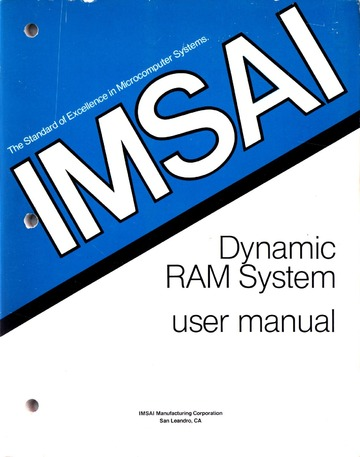 The Standard of Excellence in Microcomputer Systems.
IMSAI
Dynamic
RAM System
user manual
IMSAI Manufacturing Corporation
San Leandro, CA